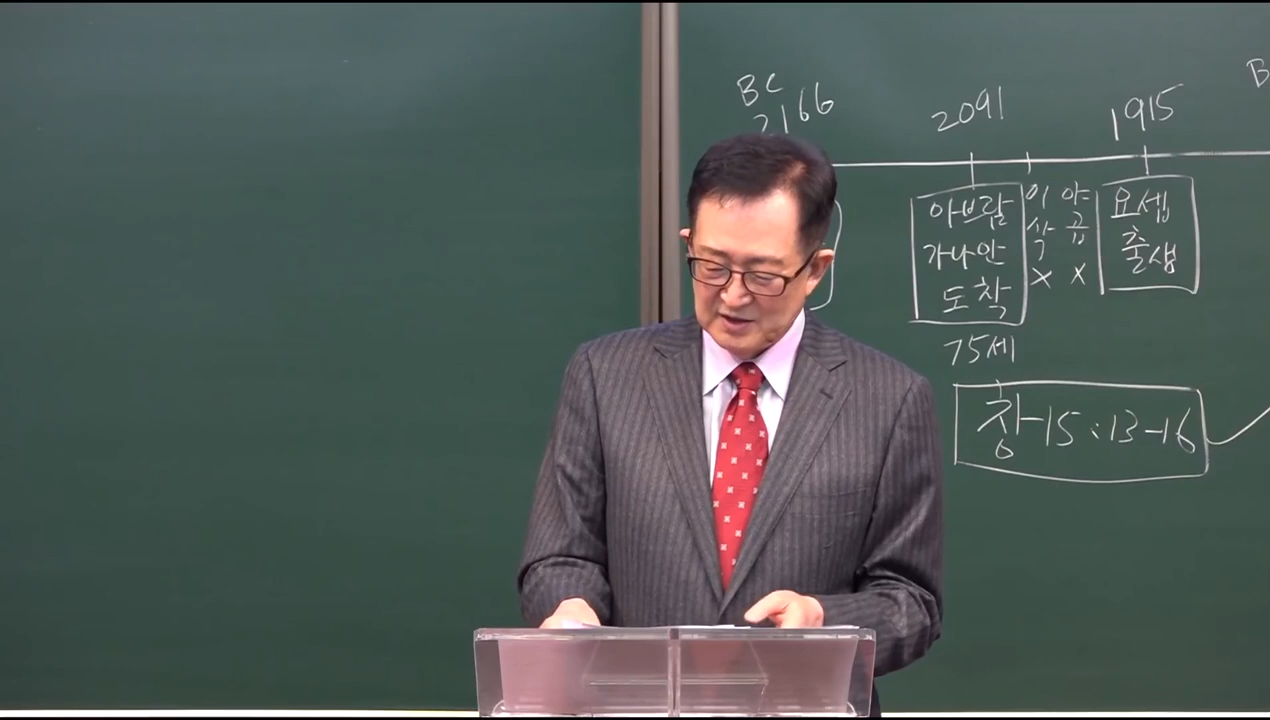 BC
2166
2091
1915
B
아브람
가나안
도착
이삭
X
야곱
X
요셉
출생
75세
창-15:13-16